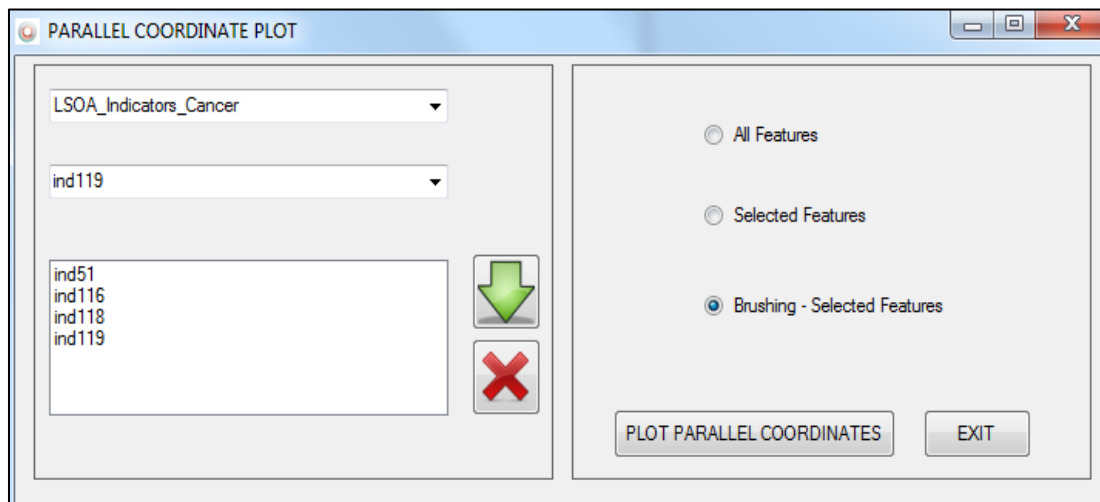 PARALLEL COORDINATE PLOT
LSOA_Indicators_Cancer
ind119
ind51
ind116
ind118
ind119
All Features
Selected Features
Brushing - Selected Features
PLOT PARALLEL COORDINATES
EXIT